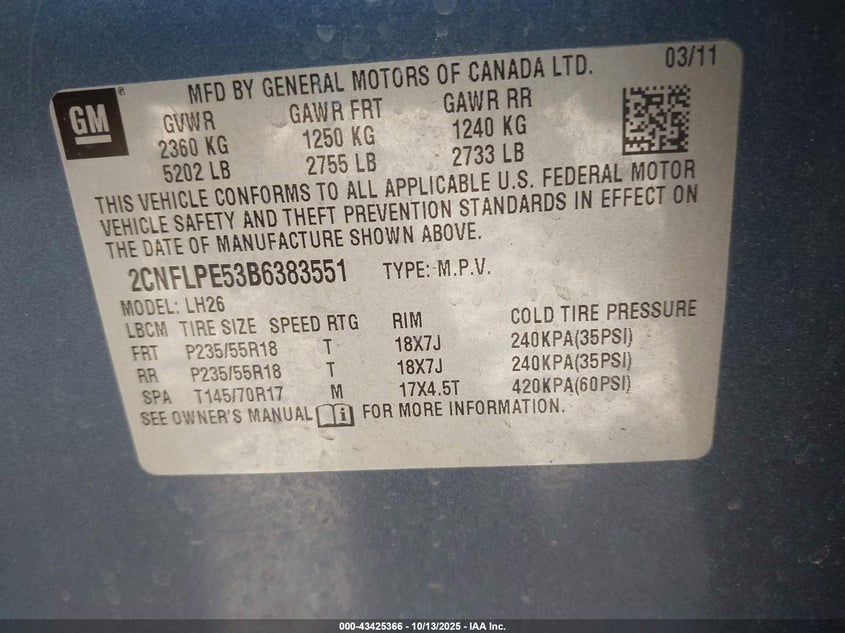 GM
MFD BY GENERAL MOTORS OF CANADA LTD. 03/11
GVWR GAWR FRT GAWR RR
2360 KG 1250 KG 1240 KG
5202 LB 2755 LB 2733 LB
THIS VEHICLE CONFORMS TO ALL APPLICABLE U.S. FEDERAL MOTOR
VEHICLE SAFETY AND THEFT PREVENTION STANDARDS IN EFFECT ON
THE DATE OF MANUFACTURE SHOWN ABOVE.
2CNFLPE53B6383551 TYPE: M.P.V.
MODEL: LH26
LBCM TIRE SIZE SPEED RTG RIM COLD TIRE PRESSURE
FRT P235/55R18 T 18X7J 240KPA(35PSI)
RR P235/55R18 T 18X7J 240KPA(35PSI)
SPA T145/70R17 M 17X4.5T 420KPA(60PSI)
SEE OWNER'S MANUAL i FOR MORE INFORMATION.
000-43425366 - 10/13/2025 - IAA Inc.